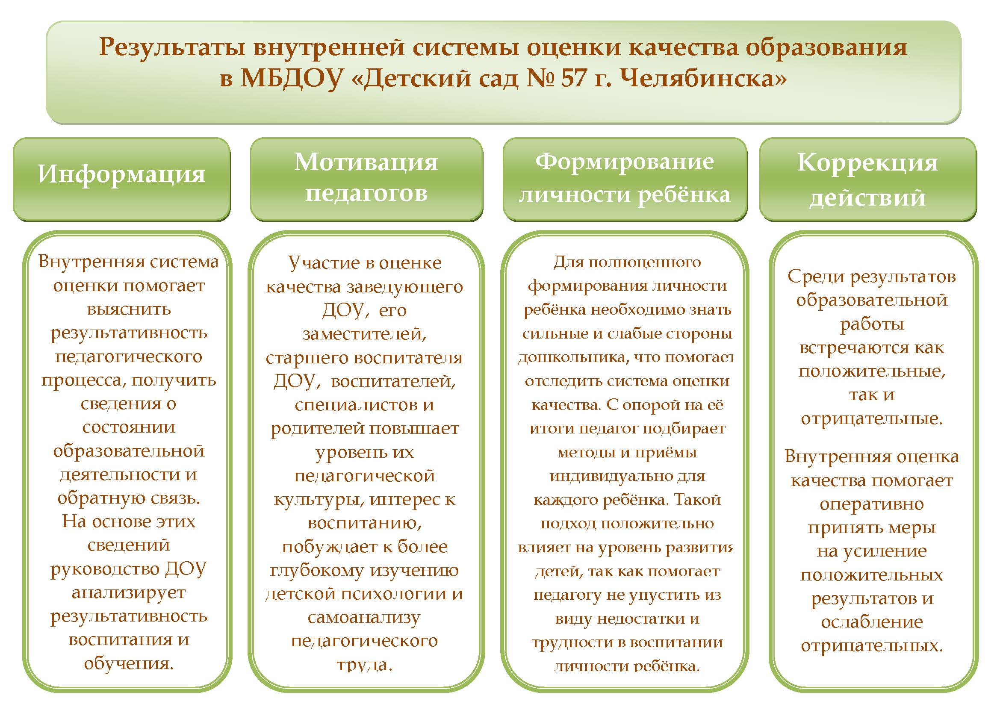 Результаты внутренней системы оценки качества образования
в МБДОУ «Детский сад № 57 г. Челябинска»
Информация
Внутренняя система
оценки помогает
выяснить
результативность
педагогического
процесса, получить
сведения о
состоянии
образовательной
деятельности и
обратную связь.
На основе этих
сведений
руководство ДОУ
анализирует
результативность
воспитания и
обучения.
Мотивация
педагогов
Участие в оценке
качества заведующего
ДОУ,  его
заместителей,
старшего воспитателя
ДОУ,  воспитателей,
специалистов и
родителей повышает
уровень их
педагогической
культуры, интерес к
воспитанию,
побуждает к более
глубокому изучению
детской психологии и
самоанализу
педагогического
труда.
Формирование
личности ребёнка
Для полноценного
формирования личности
ребёнка необходимо знать
сильные и слабые стороны
дошкольника, что помогает
отследить система оценки
качества. С опорой на её
итоги педагог подбирает
методы и приёмы
индивидуально для
каждого ребёнка. Такой
подход положительно
влияет на уровень развития
детей, так как помогает
педагогу не упустить из
виду недостатки и
трудности в воспитании
личности ребёнка.
Коррекция
действий
Среди результатов
образовательной
работы
встречаются как
положительные,
так и
отрицательные.
Внутренняя оценка
качества помогает
оперативно
принять меры
на усиление
положительных
результатов и
ослабление
отрицательных.